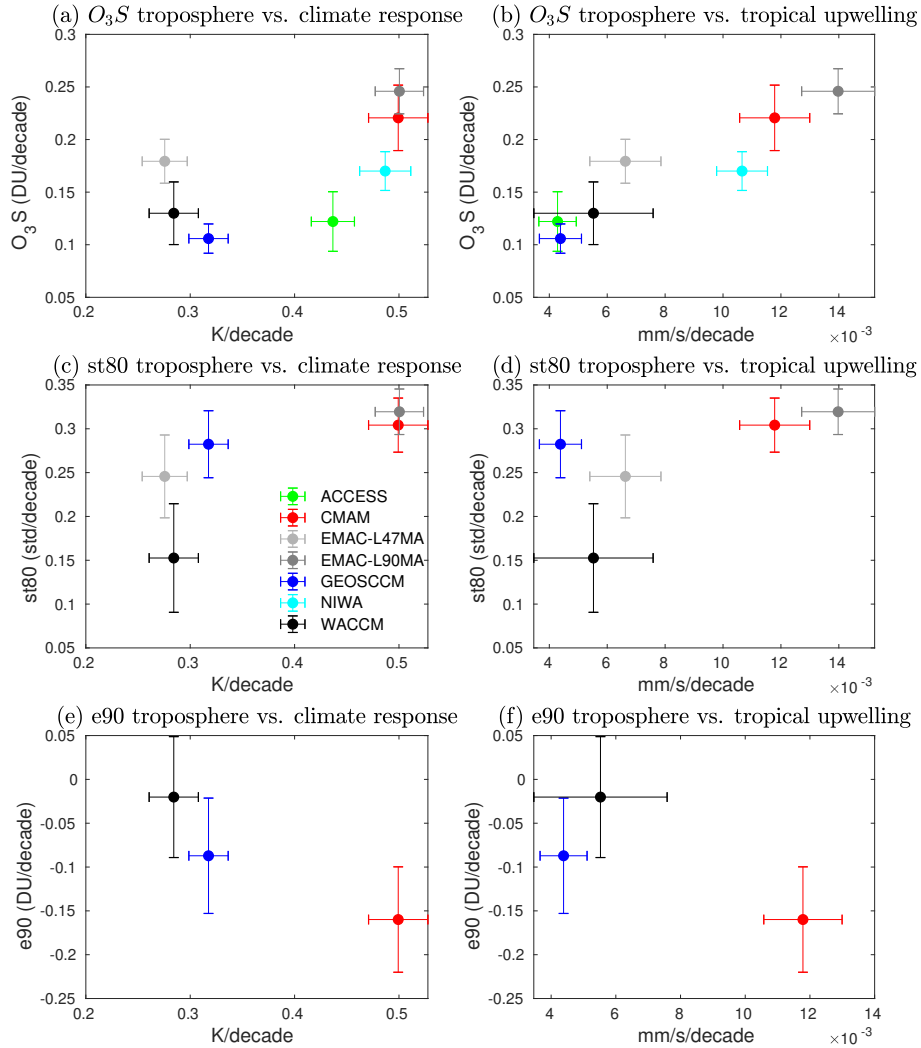 (a) O₃S troposphere vs. climate response
(b) O₃S troposphere vs. tropical upwelling
0.3
0.25
0.2
0.15
0.1
0.05
O₃S (DU/decade)
0.2 0.3 0.4 0.5
K/decade
0.3
0.25
0.2
0.15
0.1
0.05
O₃S (DU/decade)
4 6 8 10 12 14
mm/s/decade
×10⁻³
(c) st80 troposphere vs. climate response
(d) st80 troposphere vs. tropical upwelling
0.35
0.3
0.25
0.2
0.15
0.1
0.05
st80 (std/decade)
ACCESS
CMAM
EMAC-L47MA
EMAC-L90MA
GEOSCCM
NIWA
WACCM
0.2 0.3 0.4 0.5
K/decade
0.35
0.3
0.25
0.2
0.15
0.1
0.05
st80 (std/decade)
4 6 8 10 12 14
mm/s/decade
×10⁻³
(e) e90 troposphere vs. climate response
(f) e90 troposphere vs. tropical upwelling
0.05
0
-0.05
-0.1
-0.15
-0.2
-0.25
e90 (DU/decade)
0.2 0.3 0.4 0.5
K/decade
0.05
0
-0.05
-0.1
-0.15
-0.2
-0.25
e90 (DU/decade)
4 6 8 10 12 14
mm/s/decade
×10⁻³